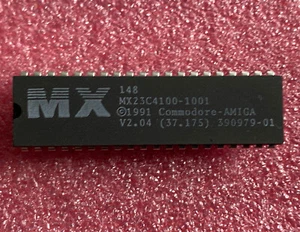 MX
148
MX23C4100-1001
©1991 Commodore-AMIGA
V2.04 (37.175) 390979-01